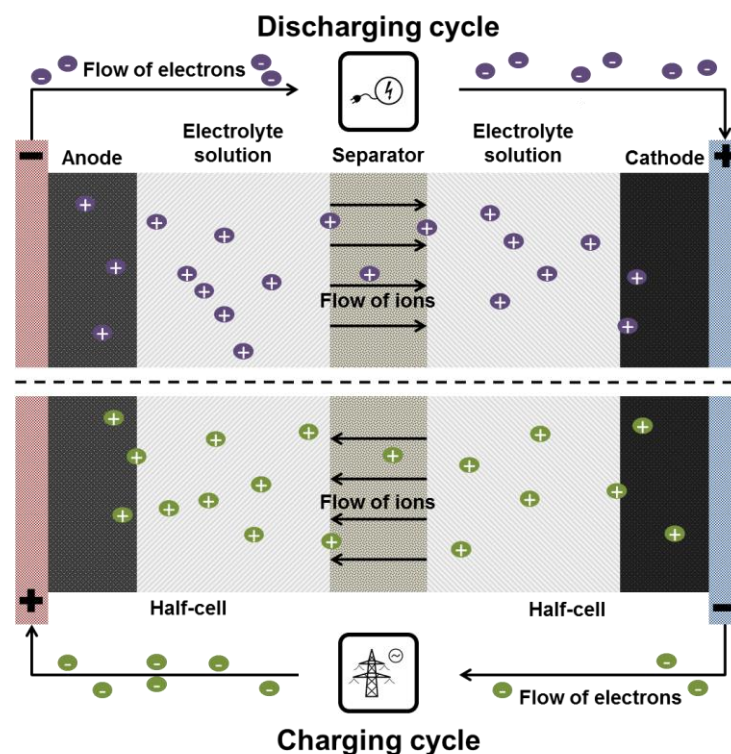 Discharging cycle
Flow of electrons
Anode
Electrolyte
solution
Separator
Electrolyte
solution
Cathode
Flow of ions
Flow of ions
Half-cell
Half-cell
Flow of electrons
Charging cycle